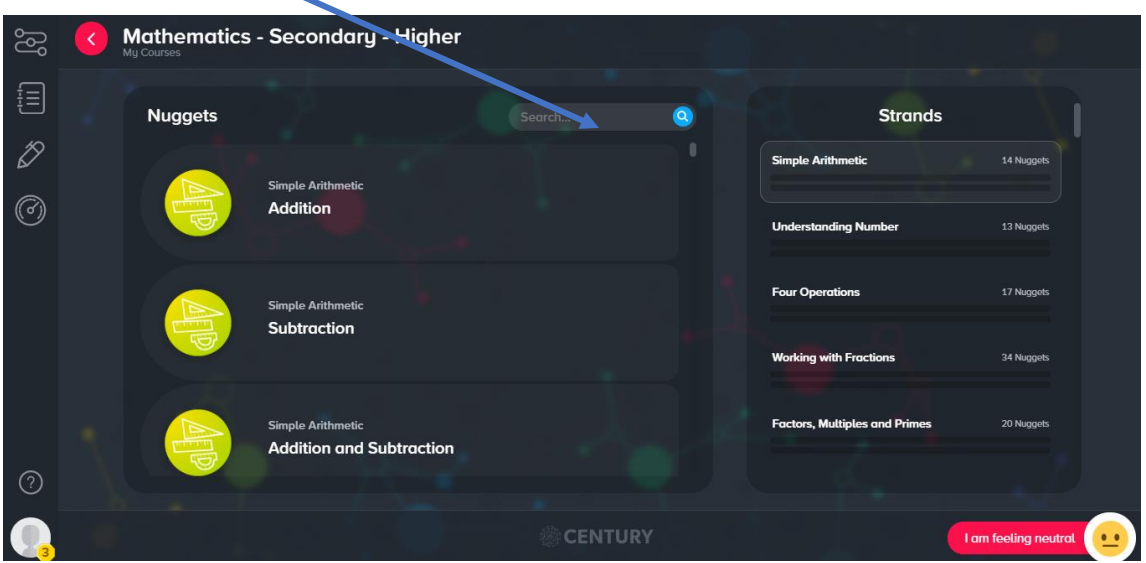 Mathematics - Secondary - Higher
My Courses
Nuggets
Search...
Simple Arithmetic
Addition
Simple Arithmetic
Subtraction
Simple Arithmetic
Addition and Subtraction
Strands
Simple Arithmetic 14 Nuggets
Understanding Number 13 Nuggets
Four Operations 17 Nuggets
Working with Fractions 34 Nuggets
Factors, Multiples and Primes 20 Nuggets
?
3
CENTURY
I am feeling neutral